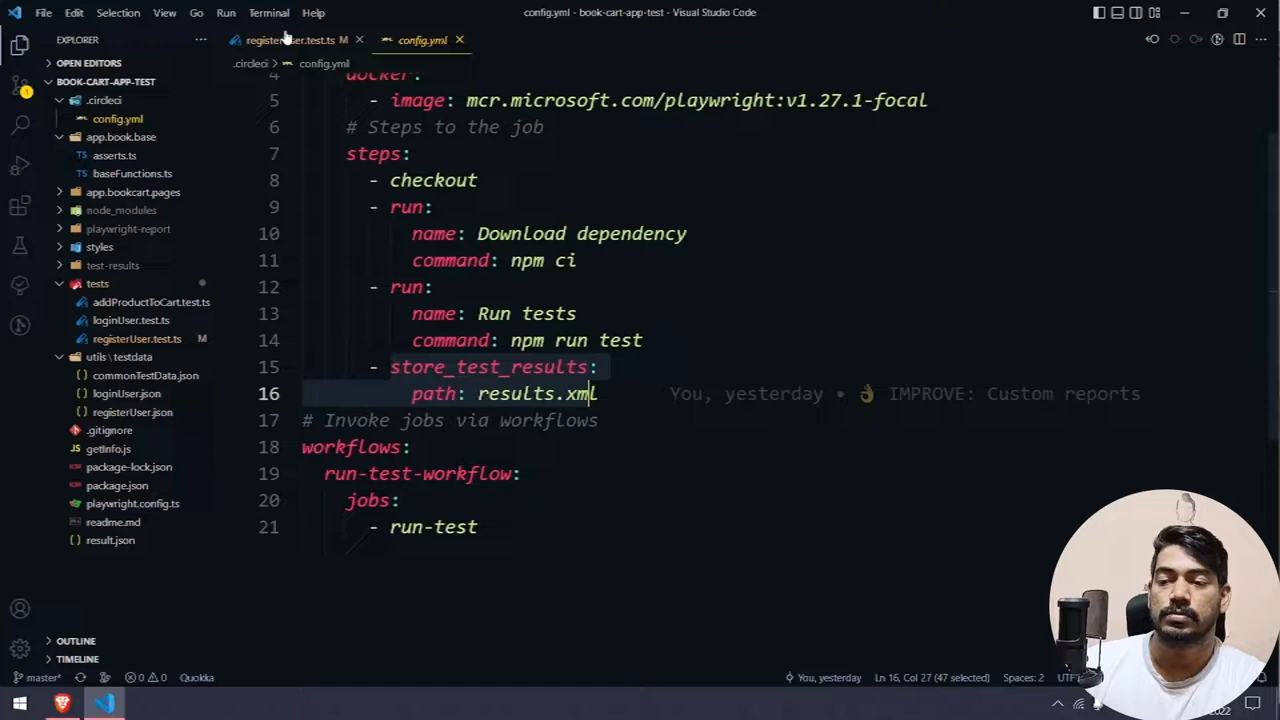 File Edit Selection View Go Run Terminal Help
config.yml - book-cart-app-test - Visual Studio Code
EXPLORER
registerUser.test.ts M
config.yml
OPEN EDITORS
.circleci > config.yml
BOOK-CART-APP-TEST
.circleci
config.yml
app.book.base
asserts.ts
baseFunctions.ts
app.bookcart.pages
node_modules
playwright-report
styles
test-results
tests
addProductToCart.test.ts
loginUser.test.ts
registerUser.test.ts M
utils\testdata
commonTestData.json
loginUser.json
registerUser.json
.gitignore
getInfo.js
package-lock.json
package.json
playwright.config.ts
readme.md
result.json
OUTLINE
TIMELINE
4 docker:
5 - image: mcr.microsoft.com/playwright:v1.27.1-focal
6 # Steps to the job
7 steps:
8 - checkout
9 - run:
10 name: Download dependency
11 command: npm ci
12 - run:
13 name: Run tests
14 command: npm run test
15 - store_test_results:
16 path: results.xml You, yesterday • 👌 IMPROVE: Custom reports
17 # Invoke jobs via workflows
18 workflows:
19 run-test-workflow:
20 jobs:
21 - run-test
master* 0 0 Quokka
You, yesterday Ln 16, Col 27 (47 selected) Spaces: 2
2022